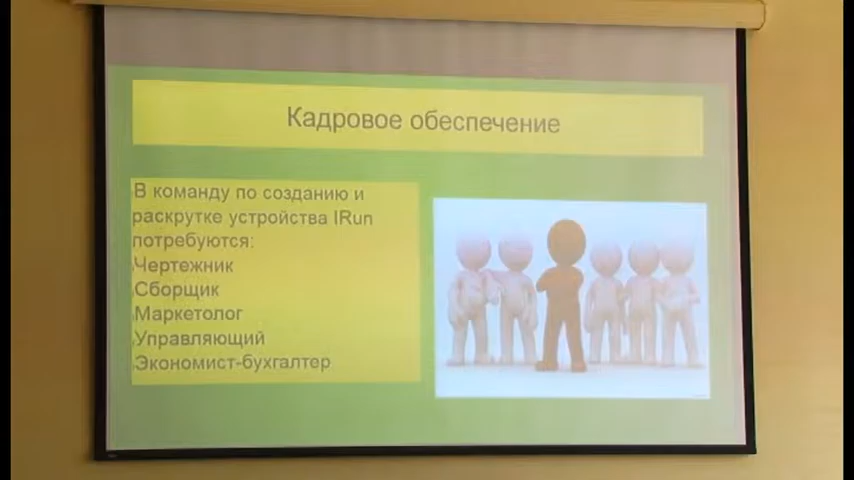 Кадровое обеспечение
В команду по созданию и
раскрутке устройства IRun
потребуются:
Чертежник
Сборщик
Маркетолог
Управляющий
Экономист-бухгалтер